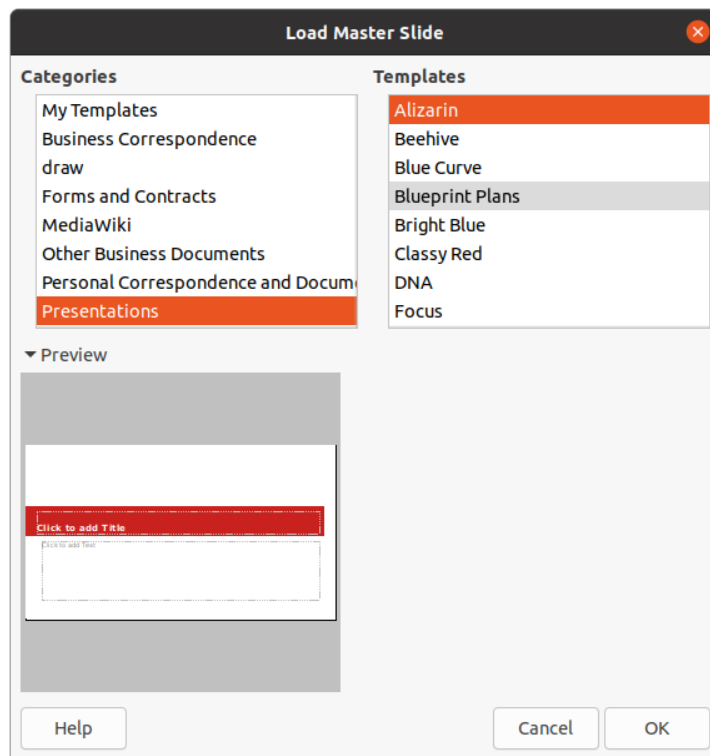 Load Master Slide
Categories
My Templates
Business Correspondence
draw
Forms and Contracts
MediaWiki
Other Business Documents
Personal Correspondence and Docum
Presentations
Templates
Alizarin
Beehive
Blue Curve
Blueprint Plans
Bright Blue
Classy Red
DNA
Focus
Preview
Click to add Title
Click to add Text
Help
Cancel
OK